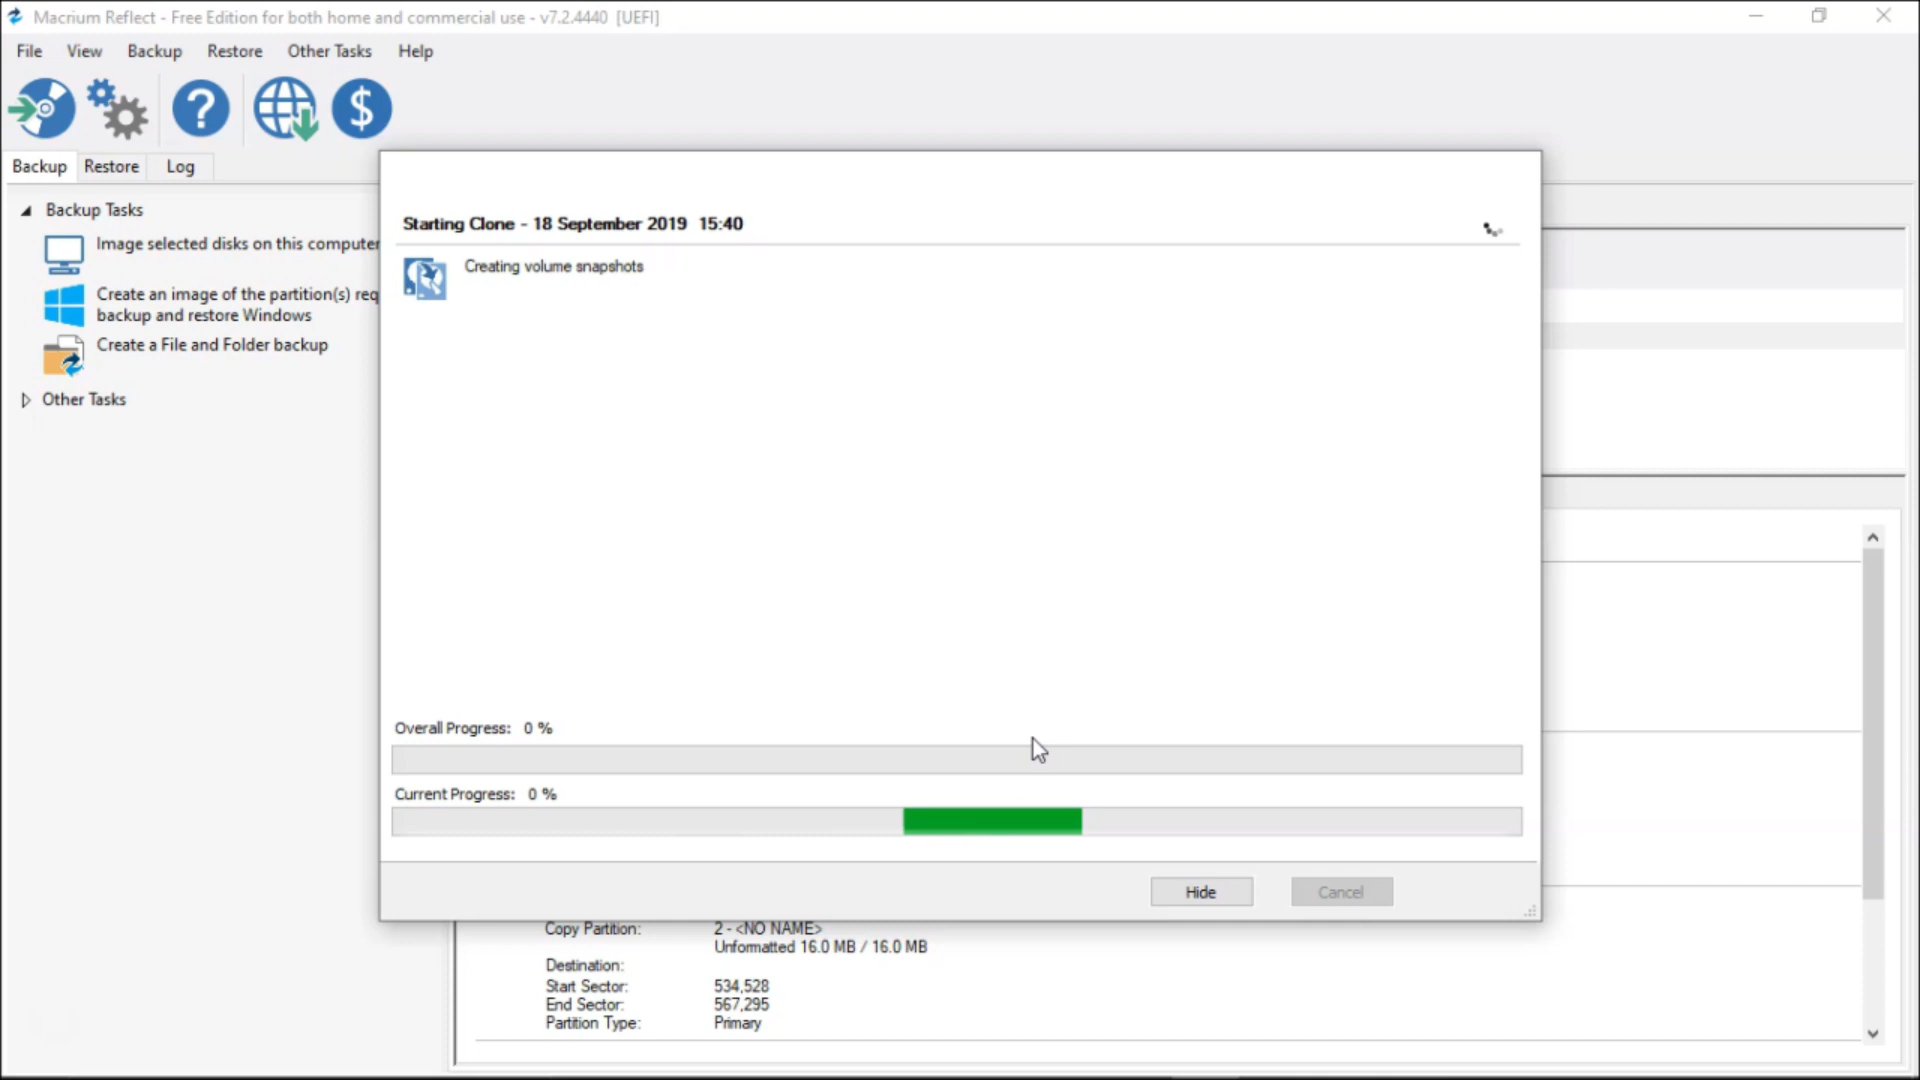 Macrium Reflect - Free Edition for both home and commercial use - v7.2.4440 [UEFI]
File View Backup Restore Other Tasks Help
? $
Backup Restore Log
Backup Tasks
Image selected disks on this computer
Create an image of the partition(s) req
backup and restore Windows
Create a File and Folder backup
Other Tasks
Starting Clone - 18 September 2019 15:40
Creating volume snapshots
Overall Progress: 0 %
Current Progress: 0 %
Hide Cancel
Copy Partition: 2 - <NO NAME>
Unformatted 16.0 MB / 16.0 MB
Destination:
Start Sector: 534,528
End Sector: 567,295
Partition Type: Primary